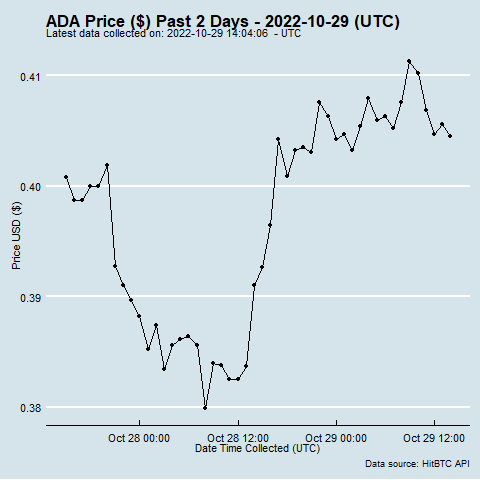 ADA Price ($) Past 2 Days - 2022-10-29 (UTC)
Latest data collected on: 2022-10-29 14:04:06 - UTC
0.41
0.40
0.39
0.38
Price USD ($)
Oct 28 00:00 Oct 28 12:00 Oct 29 00:00 Oct 29 12:00
Date Time Collected (UTC)
Data source: HitBTC API